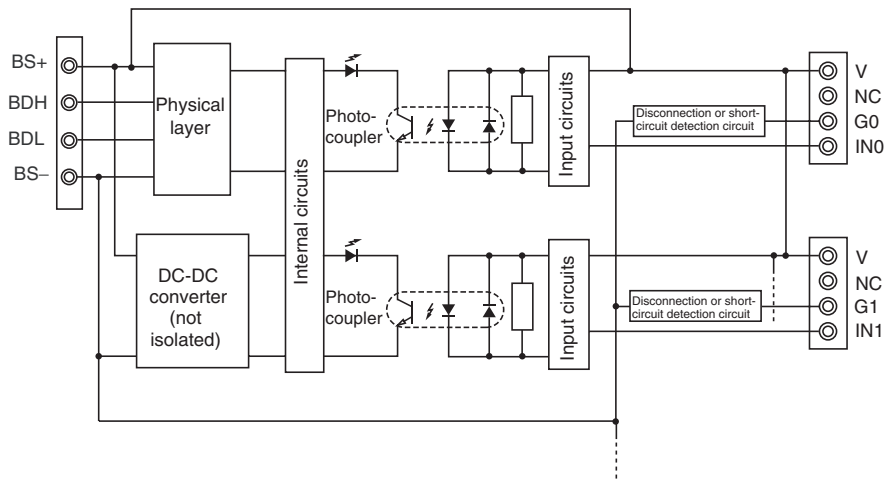 BS+
BDH
BDL
BS–
Physical
layer
DC-DC
converter
(not
isolated)
Internal circuits
Photo-
coupler
Input circuits
Disconnection or short-
circuit detection circuit
V
NC
G0
IN0
Photo-
coupler
Input circuits
Disconnection or short-
circuit detection circuit
V
NC
G1
IN1